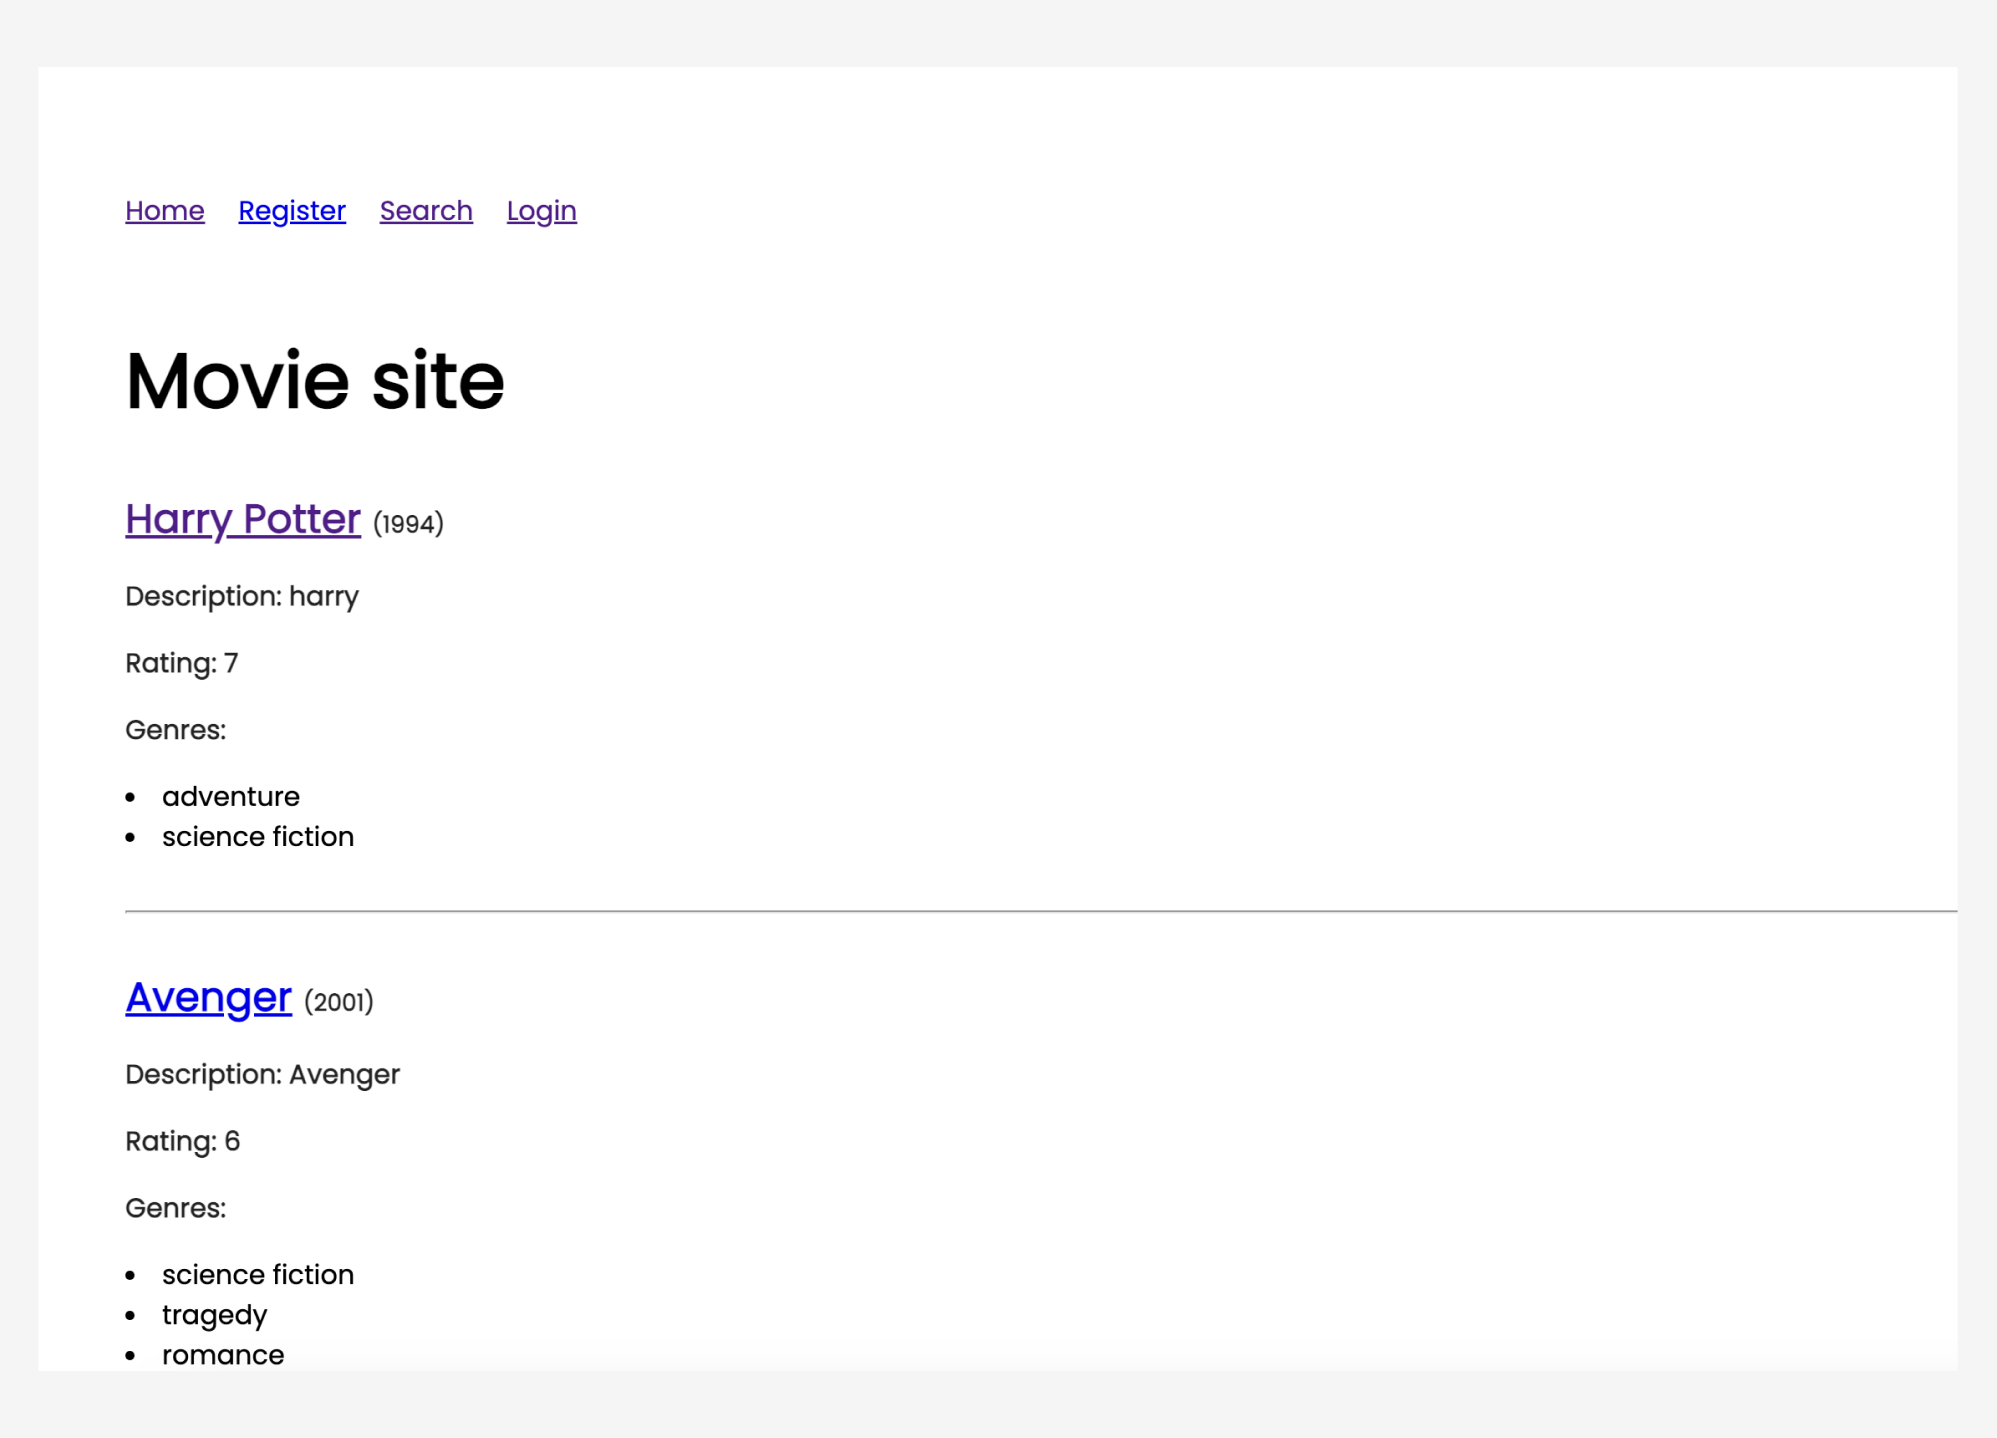 Home Register Search Login
Movie site
Harry Potter (1994)
Description: harry
Rating: 7
Genres:
• adventure
• science fiction
Avenger (2001)
Description: Avenger
Rating: 6
Genres:
• science fiction
• tragedy
• romance